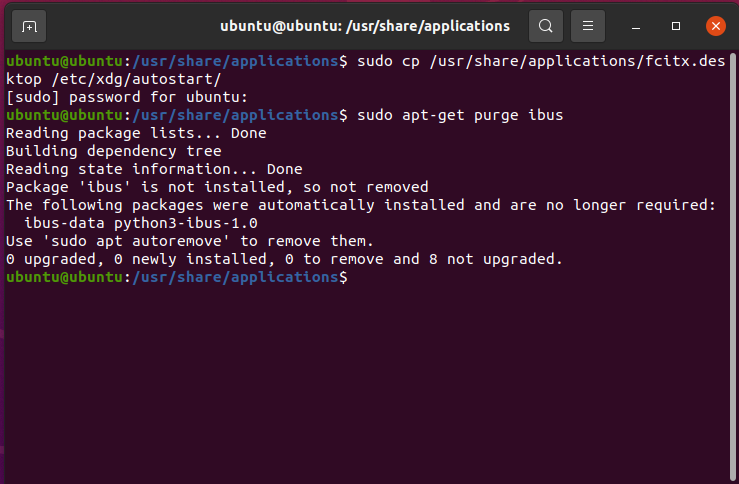 ubuntu@ubuntu: /usr/share/applications
ubuntu@ubuntu:/usr/share/applications$ sudo cp /usr/share/applications/fcitx.des
ktop /etc/xdg/autostart/
[sudo] password for ubuntu:
ubuntu@ubuntu:/usr/share/applications$ sudo apt-get purge ibus
Reading package lists... Done
Building dependency tree
Reading state information... Done
Package 'ibus' is not installed, so not removed
The following packages were automatically installed and are no longer required:
  ibus-data python3-ibus-1.0
Use 'sudo apt autoremove' to remove them.
0 upgraded, 0 newly installed, 0 to remove and 8 not upgraded.
ubuntu@ubuntu:/usr/share/applications$